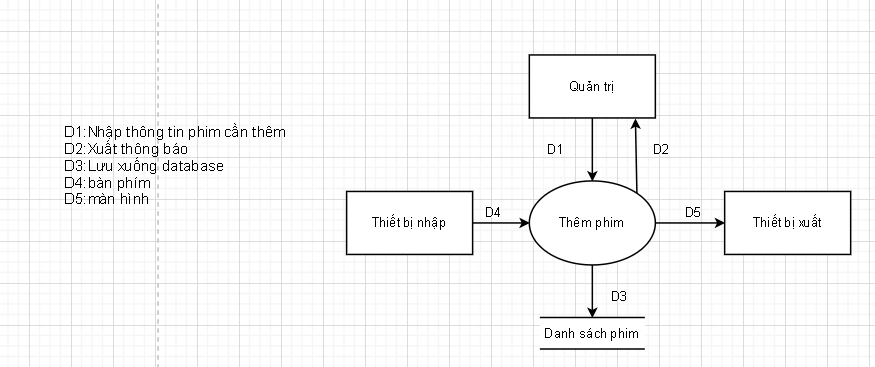 D1:Nhập thông tin phim cần thêm
D2:Xuất thông báo
D3:Lưu xuống database
D4:bàn phím
D5:màn hình
Quản trị
D1
D2
Thiết bị nhập
D4
Thêm phim
D5
Thiết bị xuất
D3
Danh sách phim